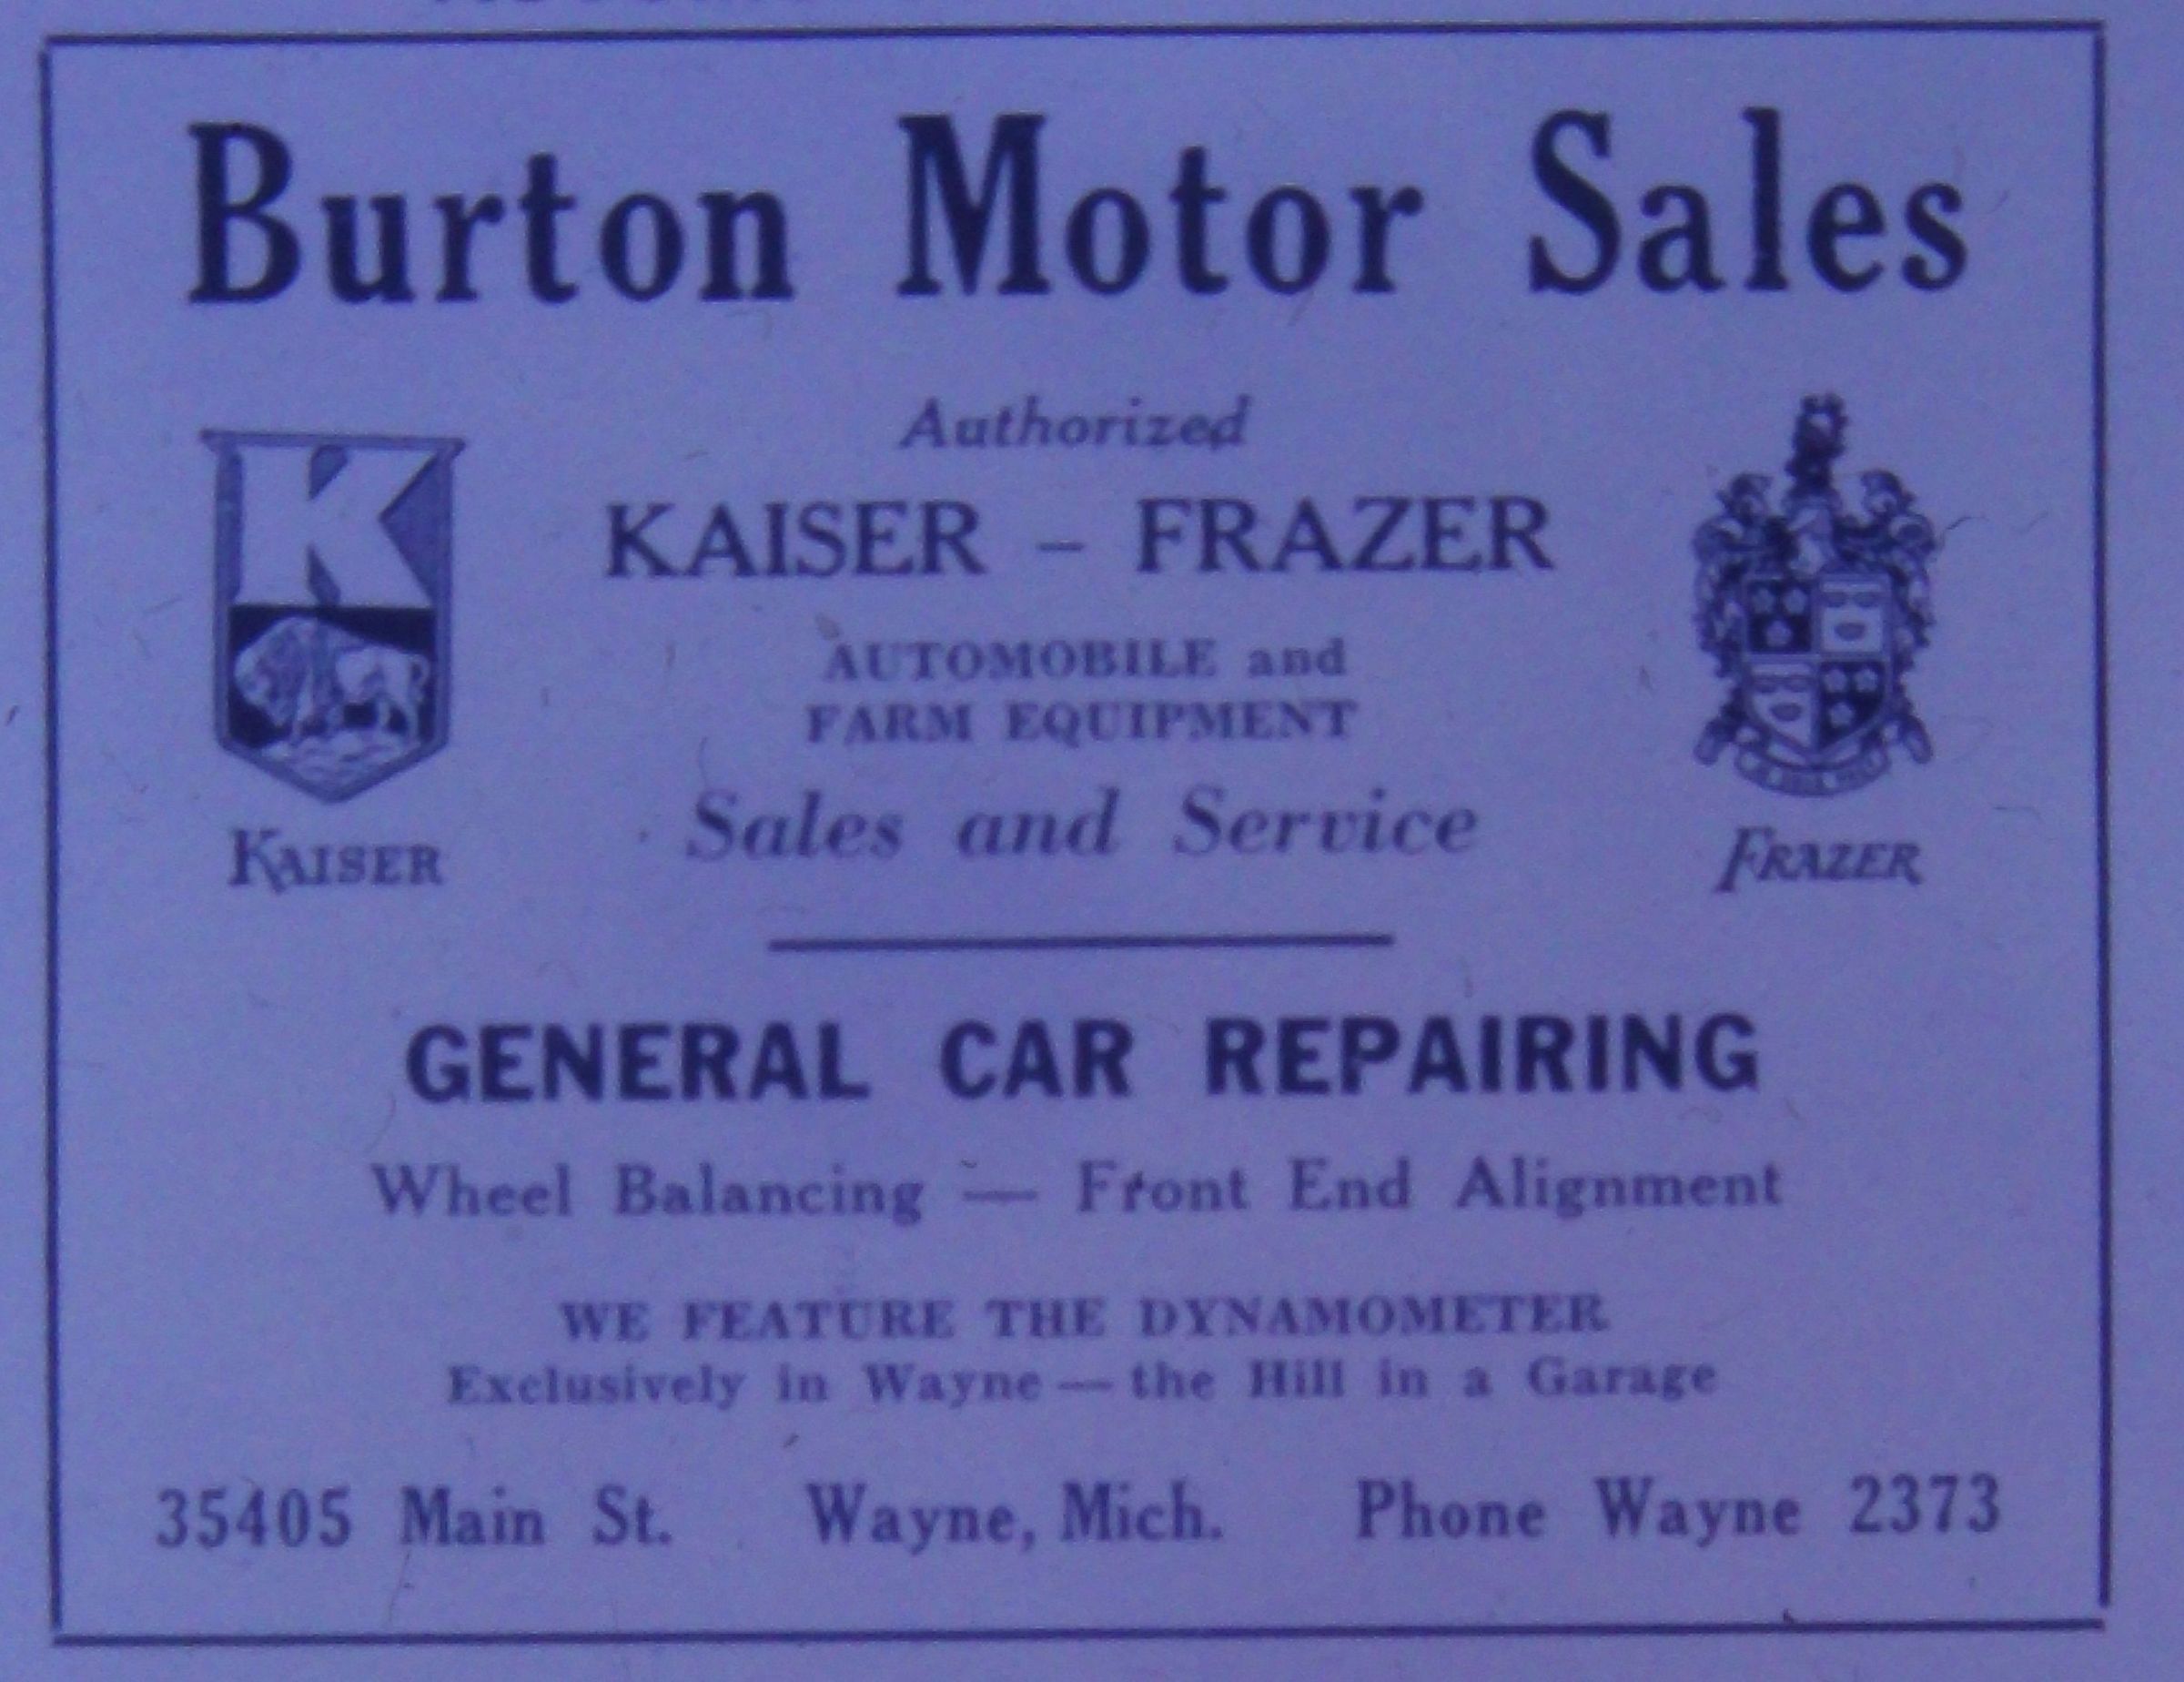 Burton Motor Sales
Authorized
KAISER – FRAZER
AUTOMOBILE and
FARM EQUIPMENT
Sales and Service
K
KAISER
FRAZER
GENERAL CAR REPAIRING
Wheel Balancing — Front End Alignment
WE FEATURE THE DYNAMOMETER
Exclusively in Wayne — the Hill in a Garage
35405 Main St. Wayne, Mich. Phone Wayne 2373